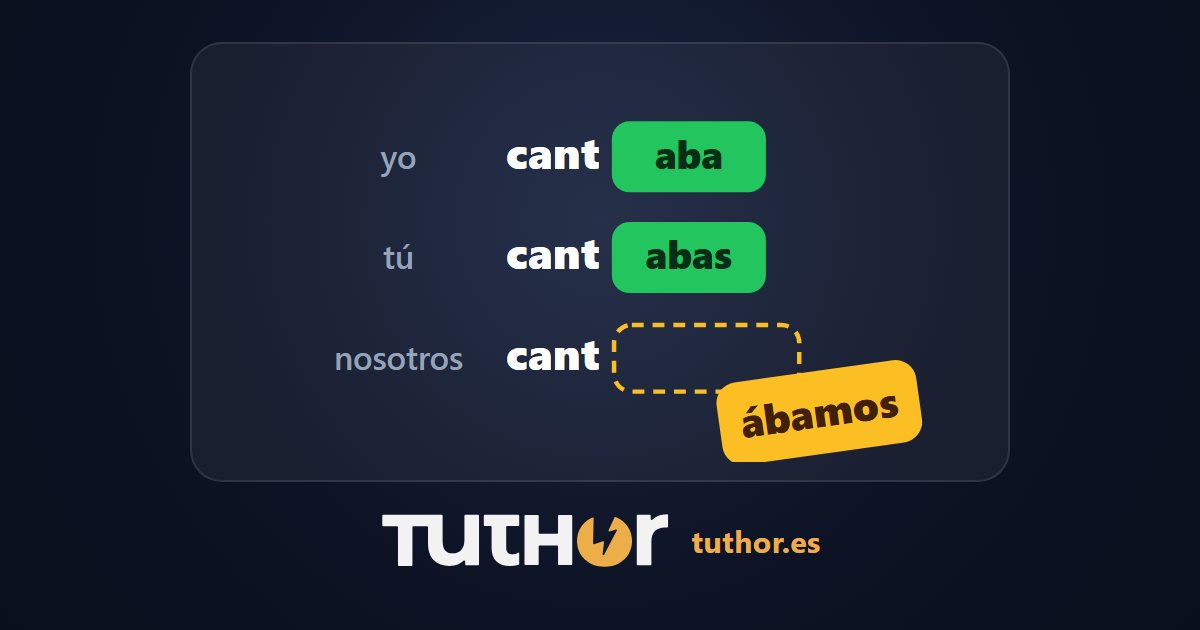 yo cant aba
tú cant abas
nosotros cant
ábamos
TUTHOR tuthor.es